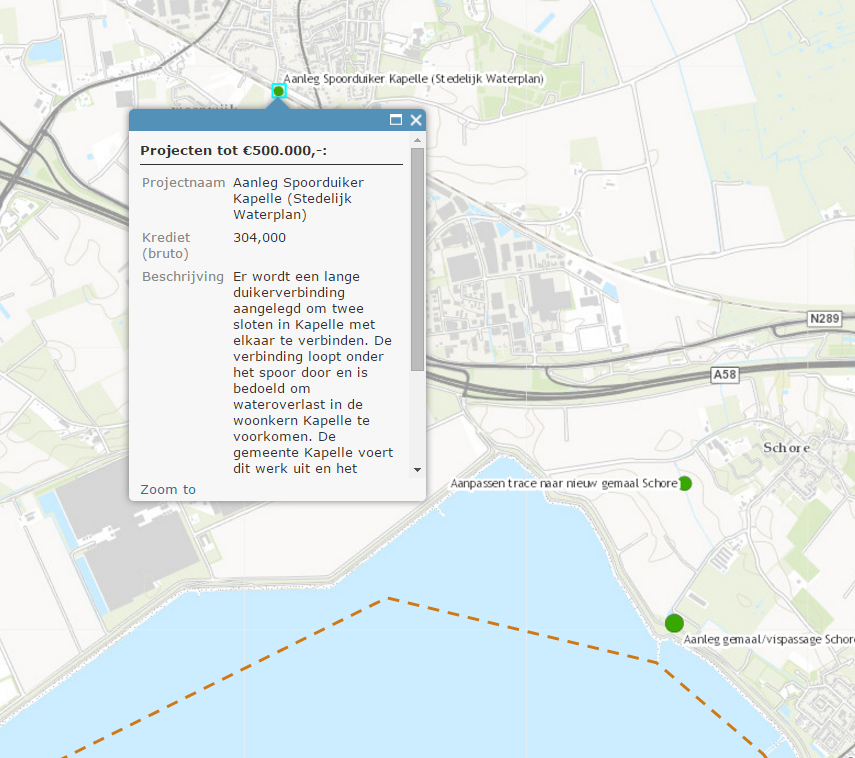 Aanleg Spoorduiker Kapelle (Stedelijk Waterplan)
Projecten tot €500.000,-:
Projectnaam Aanleg Spoorduiker
Kapelle (Stedelijk
Waterplan)
Krediet 304,000
(bruto)
Beschrijving Er wordt een lange
duikerverbinding
aangelegd om twee
sloten in Kapelle met
elkaar te verbinden. De
verbinding loopt onder
het spoor door en is
bedoeld om
wateroverlast in de
woonkern Kapelle te
voorkomen. De
gemeente Kapelle voert
dit werk uit en het
Zoom to
N289
A58
Schore
Aanpassen trace naar nieuw gemaal Schore
Aanleg gemaal/vispassage Schore